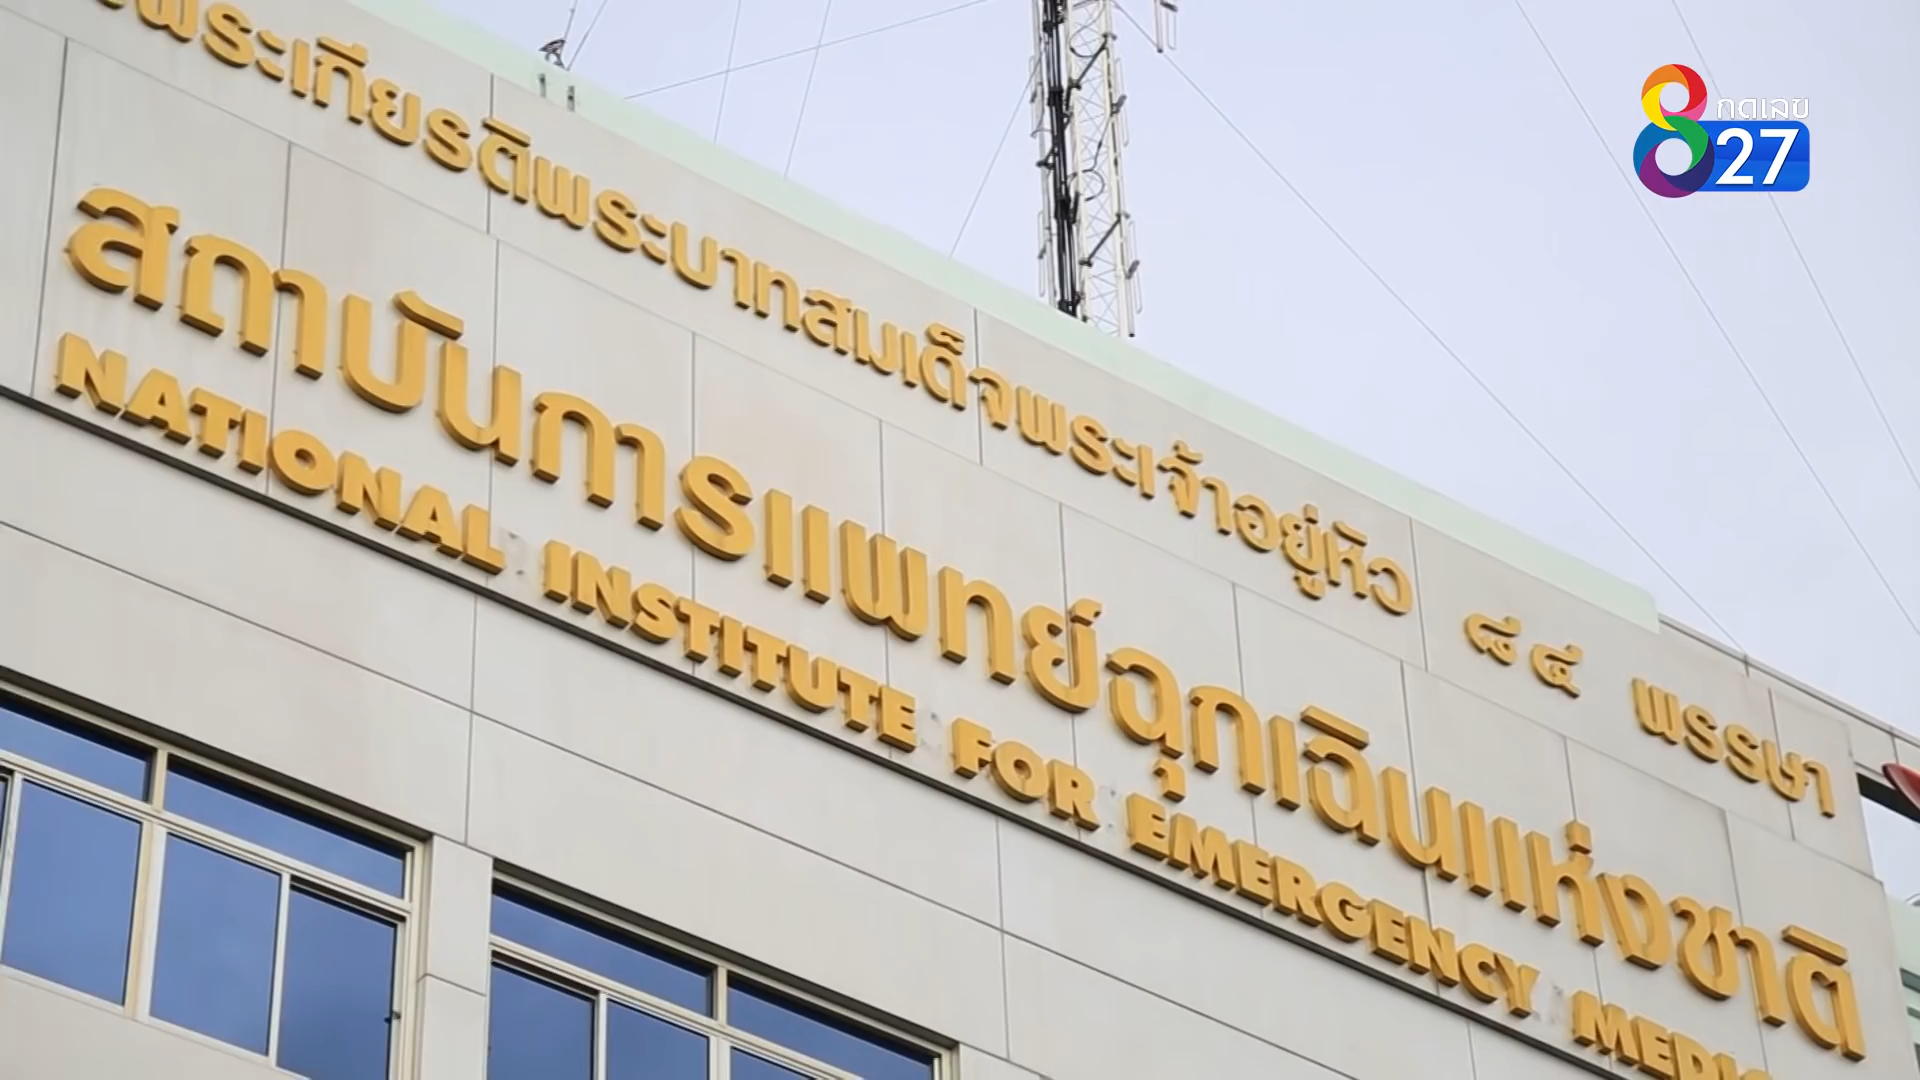 พระเกียรติพระบาทสมเด็จพระเจ้าอยู่หัว ๘๔ พรรษา
สถาบันการแพทย์ฉุกเฉินแห่งชาติ
NATIONAL INSTITUTE FOR EMERGENCY
กดเลข
8 27